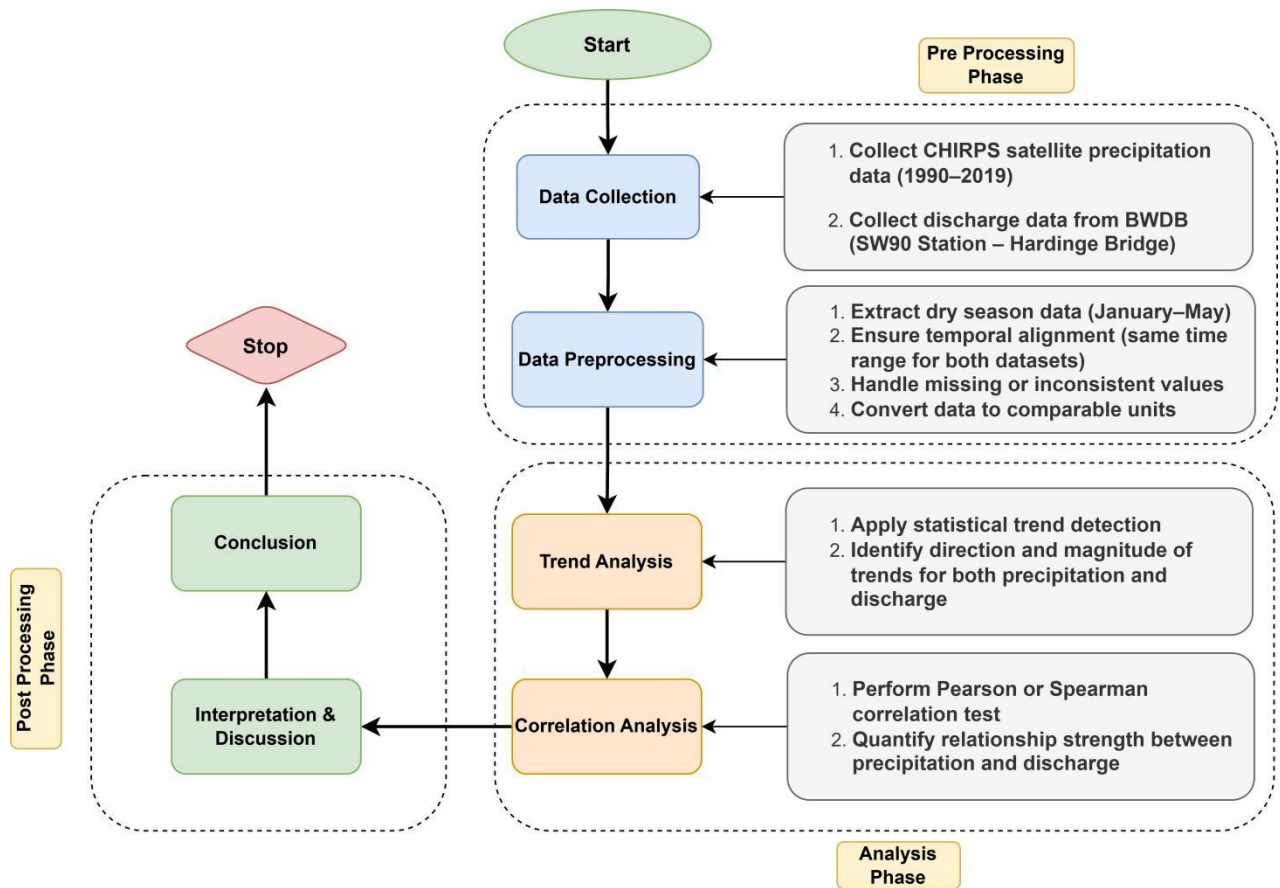 Start
Pre Processing
Phase
Data Collection
1. Collect CHIRPS satellite precipitation
data (1990–2019)
2. Collect discharge data from BWDB
(SW90 Station – Hardinge Bridge)
Data Preprocessing
1. Extract dry season data (January–May)
2. Ensure temporal alignment (same time
range for both datasets)
3. Handle missing or inconsistent values
4. Convert data to comparable units
Trend Analysis
1. Apply statistical trend detection
2. Identify direction and magnitude of
trends for both precipitation and
discharge
Correlation Analysis
1. Perform Pearson or Spearman
correlation test
2. Quantify relationship strength between
precipitation and discharge
Analysis
Phase
Interpretation &
Discussion
Conclusion
Stop
Post Processing
Phase